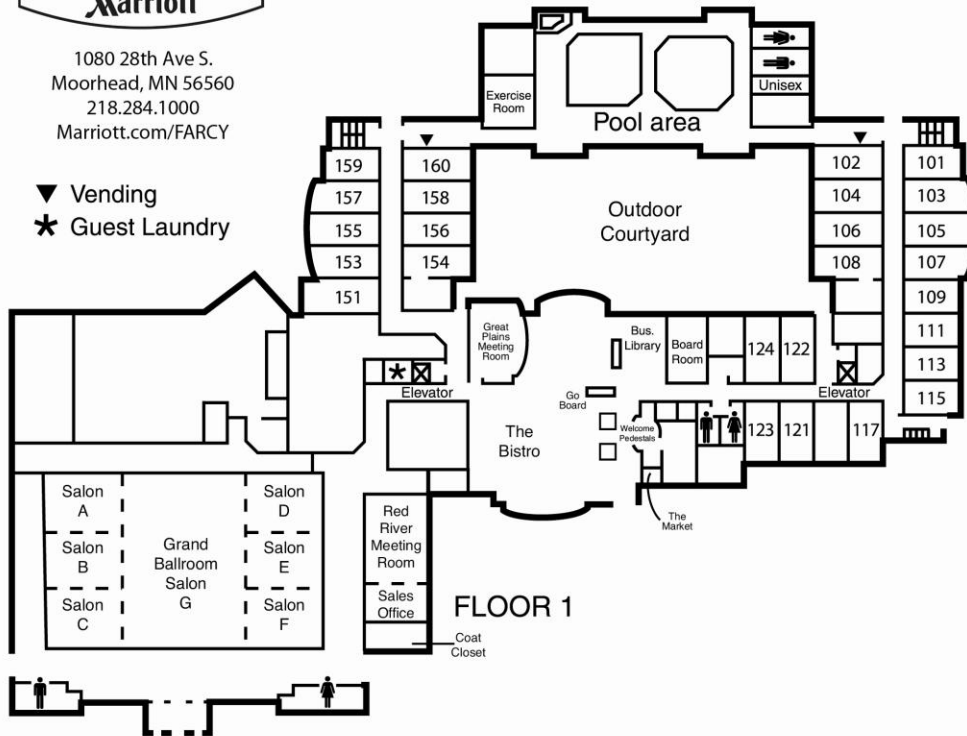 Marriott
1080 28th Ave S.
Moorhead, MN 56560
218.284.1000
Marriott.com/FARCY
Vending
Guest Laundry
Exercise
Room
Pool area
Unisex
159
157
155
153
151
160
158
156
154
Outdoor
Courtyard
102
104
106
108
101
103
105
107
109
111
113
115
Great
Plains
Meeting
Room
Bus.
Library
Board
Room
124
122
Elevator
Elevator
Go
Board
The
Bistro
Welcome
Pedestals
123
121
117
The
Market
Salon
A
Salon
B
Salon
C
Grand
Ballroom
Salon
G
Salon
D
Salon
E
Salon
F
Red
River
Meeting
Room
Sales
Office
Coat
Closet
FLOOR 1